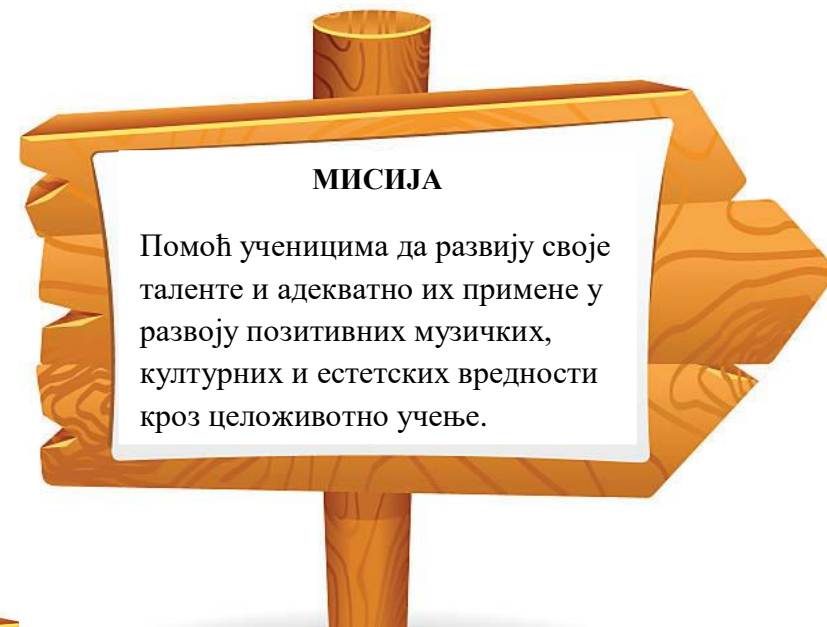 МИСИЈА
Помоћ ученицима да развију своје
таленте и адекватно их примене у
развоју позитивних музичких,
културних и естетских вредности
кроз целоживотно учење.